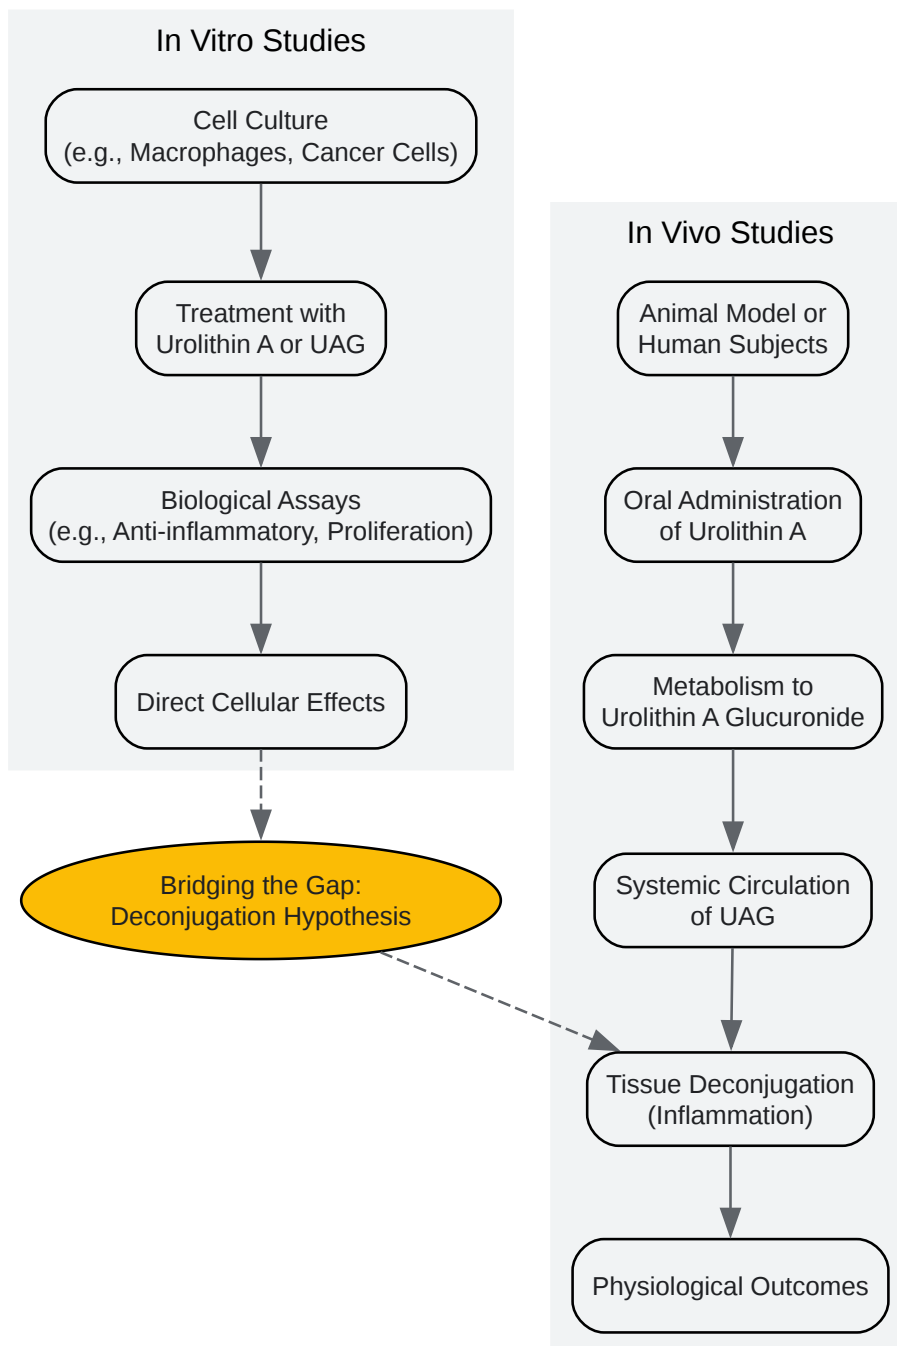 In Vitro Studies
Cell Culture
(e.g., Macrophages, Cancer Cells)
Treatment with
Urolithin A or UAG
Biological Assays
(e.g., Anti-inflammatory, Proliferation)
Direct Cellular Effects
Bridging the Gap:
Deconjugation Hypothesis
In Vivo Studies
Animal Model or
Human Subjects
Oral Administration
of Urolithin A
Metabolism to
Urolithin A Glucuronide
Systemic Circulation
of UAG
Tissue Deconjugation
(Inflammation)
Physiological Outcomes